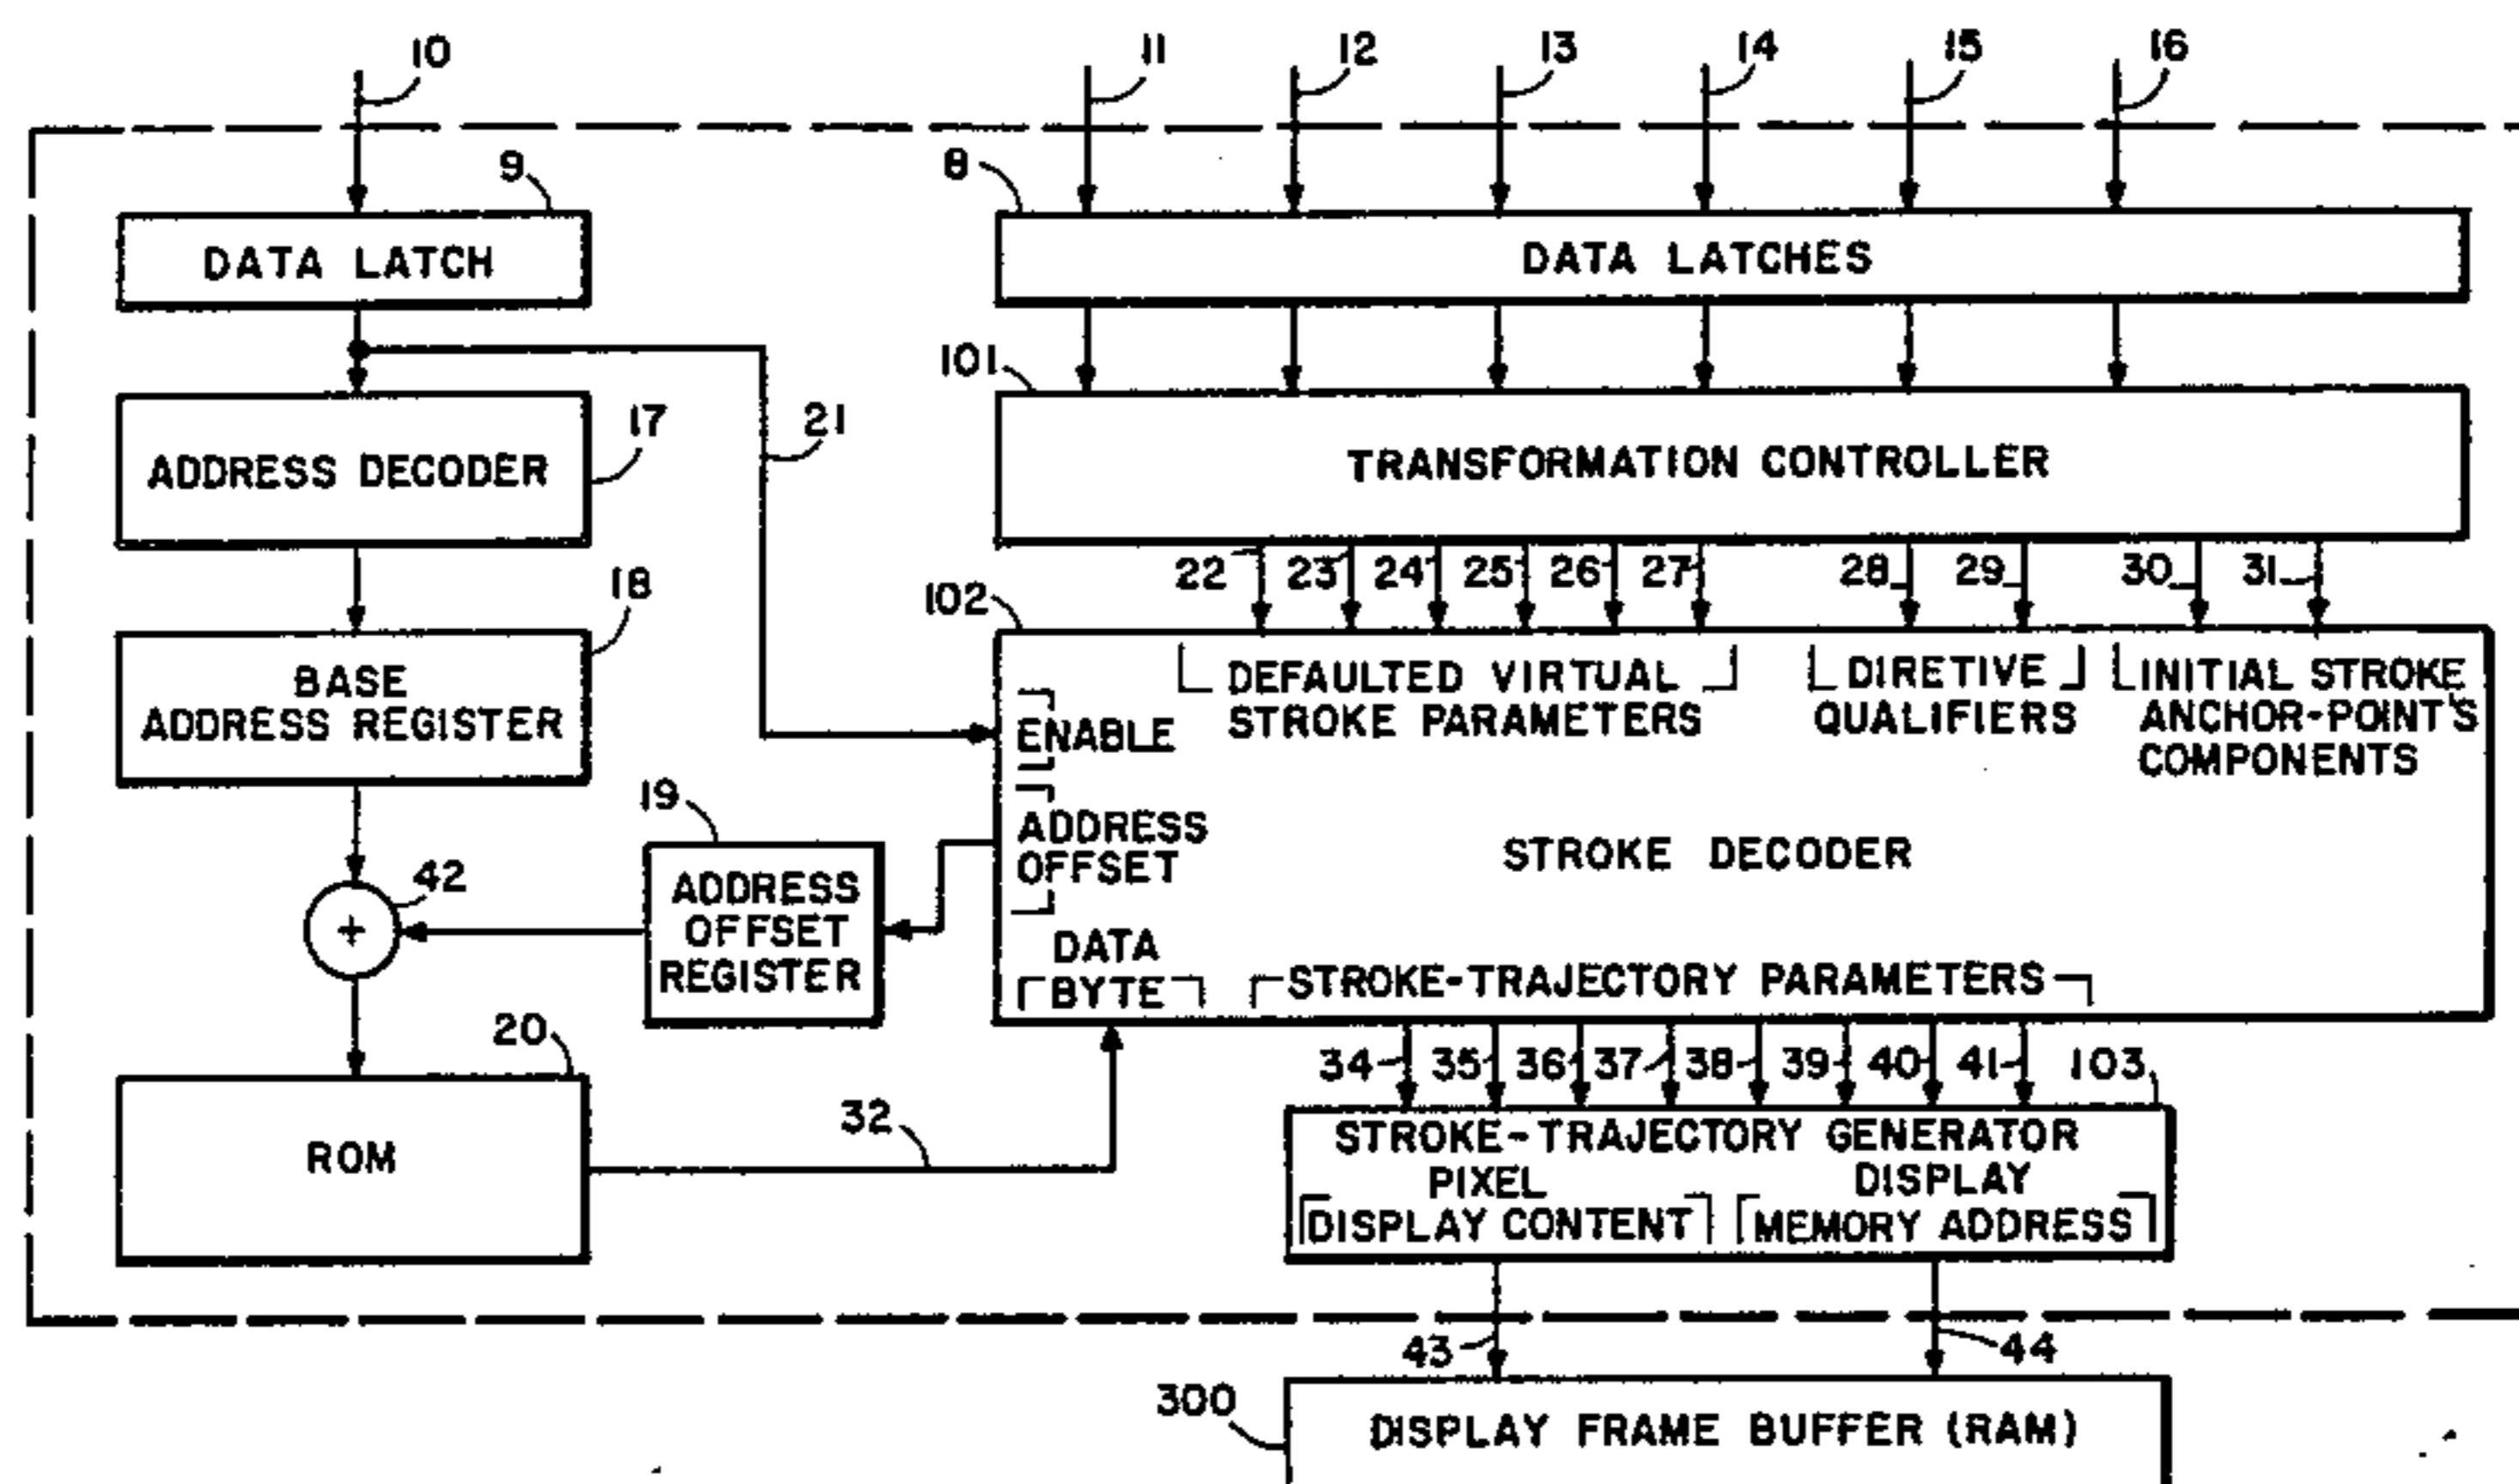 10
11
12
13
14
15
16
9
8
DATA LATCH
DATA LATCHES
101
17
21
ADDRESS DECODER
TRANSFORMATION CONTROLLER
22
23
24
25
26
27
28
29
30
31
18
102
BASE
ADDRESS REGISTER
ENABLE
DEFAULTED VIRTUAL
STROKE PARAMETERS
DIRETIVE
QUALIFIERS
INITIAL STROKE
ANCHOR-POINT'S
COMPONENTS
19
ADDRESS
OFFSET
STROKE DECODER
42
+
ADDRESS
OFFSET
REGISTER
DATA
BYTE
STROKE-TRAJECTORY PARAMETERS
20
34
35
36
37
38
39
40
41
103
32
ROM
STROKE-TRAJECTORY GENERATOR
PIXEL
DISPLAY CONTENT
DISPLAY
MEMORY ADDRESS
43
44
300
DISPLAY FRAME BUFFER (RAM)